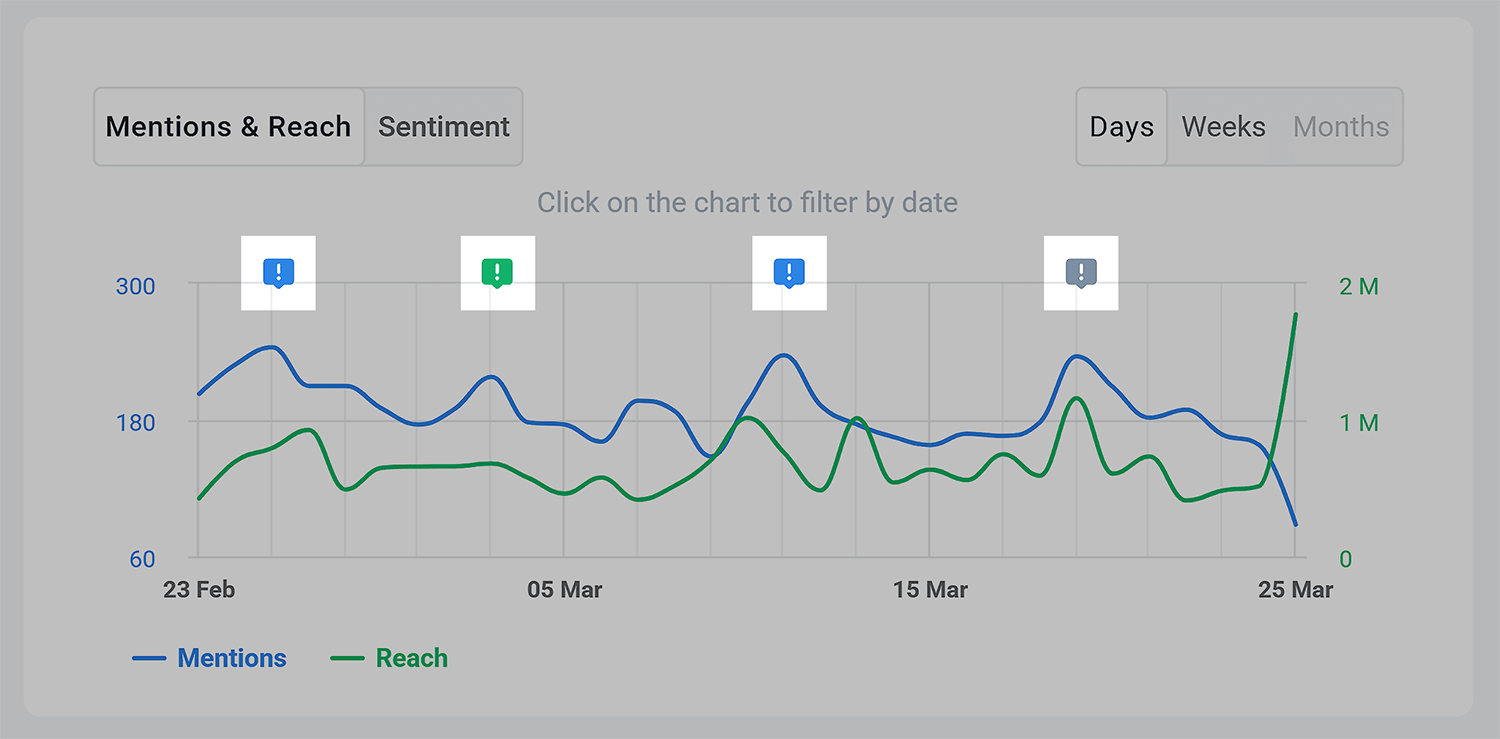 Mentions & Reach Sentiment Days Weeks Months
Click on the chart to filter by date
! ! ! !
300 2 M
180 1 M
60 0
23 Feb 05 Mar 15 Mar 25 Mar
Mentions Reach